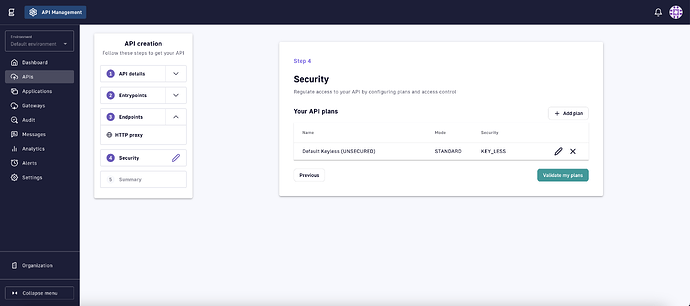 API Management
Environment
Default environment
Dashboard
APIs
Applications
Gateways
Audit
Messages
Analytics
Alerts
Settings
Organization
Collapse menu
API creation
Follow these steps to get your API
1 API details
2 Entrypoints
3 Endpoints
HTTP proxy
4 Security
5 Summary
Step 4
Security
Regulate access to your API by configuring plans and access control
Your API plans
+ Add plan
Name Mode Security
Default Keyless (UNSECURED) STANDARD KEY_LESS
Previous
Validate my plans